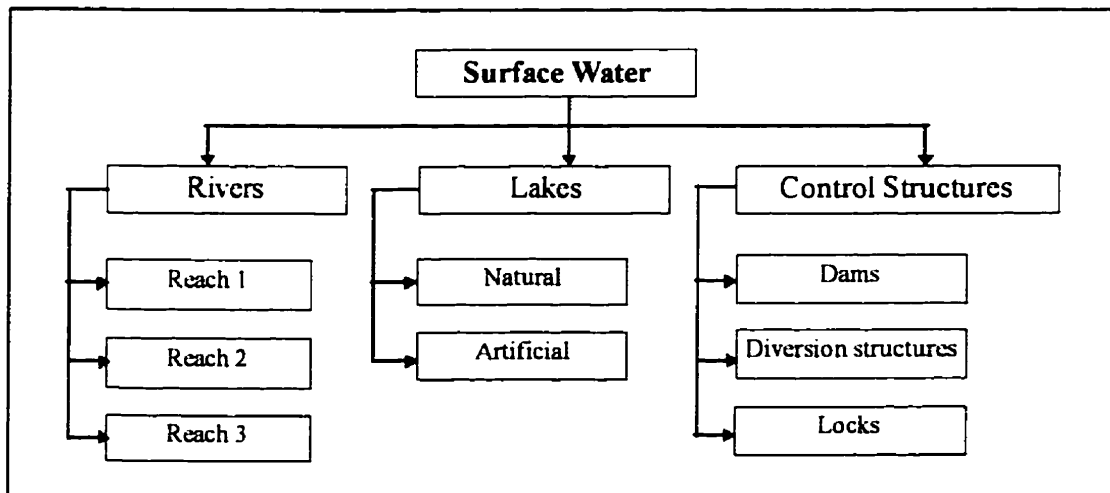 Surface Water
Rivers
Lakes
Control Structures
Reach 1
Natural
Dams
Reach 2
Artificial
Diversion structures
Reach 3
Locks